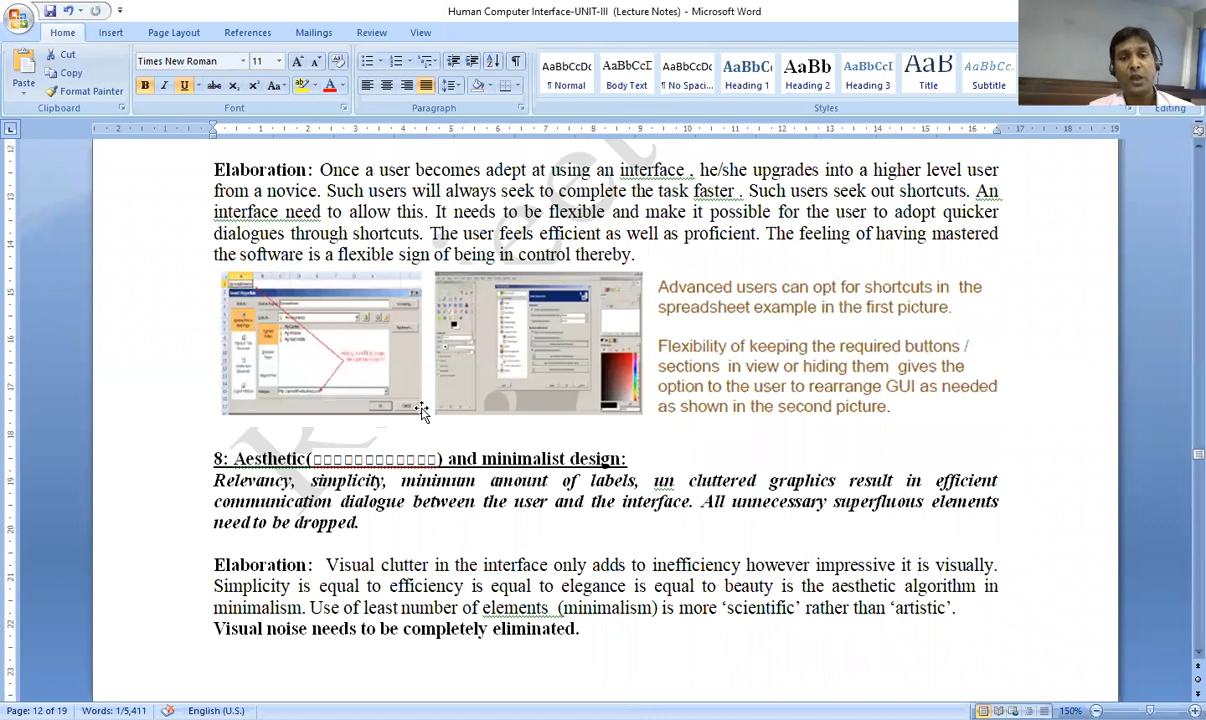 Human Computer Interface-UNIT-III (Lecture Notes) - Microsoft Word
Home Insert Page Layout References Mailings Review View
Cut
Copy
Format Painter
Paste
Clipboard
Times New Roman 11
Font
Paragraph
AaBbCcDc AaBbCcDc AaBbCcDc AaBbC AaBb AaBbCc AaB AaBbCc.
¶ Normal Body Text ¶ No Spaci... Heading 1 Heading 2 Heading 3 Title Subtitle
Styles
Editing
Elaboration: Once a user becomes adept at using an interface . he/she upgrades into a higher level user
from a novice. Such users will always seek to complete the task faster . Such users seek out shortcuts. An
interface need to allow this. It needs to be flexible and make it possible for the user to adopt quicker
dialogues through shortcuts. The user feels efficient as well as proficient. The feeling of having mastered
the software is a flexible sign of being in control thereby.
Advanced users can opt for shortcuts in the
spreadsheet example in the first picture.
Flexibility of keeping the required buttons /
sections in view or hiding them gives the
option to the user to rearrange GUI as needed
as shown in the second picture.
8: Aesthetic(□□□□□□□□□□□□□) and minimalist design:
Relevancy, simplicity, minimum amount of labels, un cluttered graphics result in efficient
communication dialogue between the user and the interface. All unnecessary superfluous elements
need to be dropped.
Elaboration: Visual clutter in the interface only adds to inefficiency however impressive it is visually.
Simplicity is equal to efficiency is equal to elegance is equal to beauty is the aesthetic algorithm in
minimalism. Use of least number of elements (minimalism) is more ‘scientific’ rather than ‘artistic’.
Visual noise needs to be completely eliminated.
Page: 12 of 19 Words: 1/5,411 English (U.S.) 150%